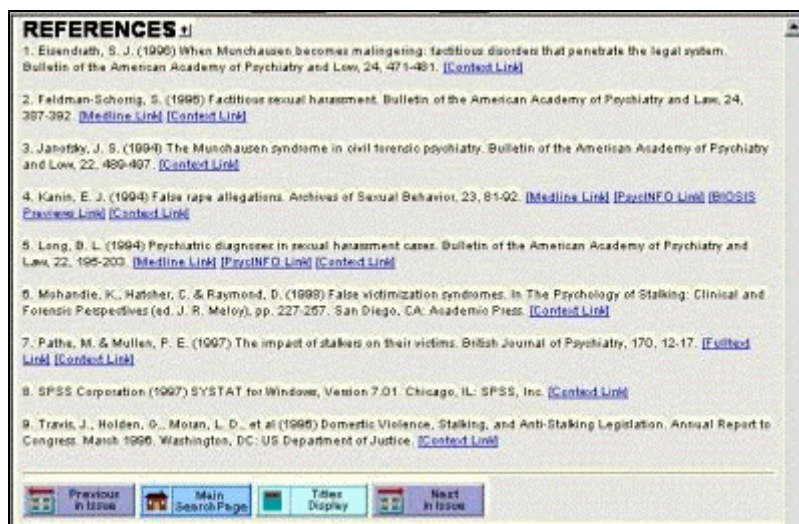 REFERENCES
1. Eisendrath, S. J. (1996) When Munchausen becomes malingering: factitious disorders that penetrate the legal system.
Bulletin of the American Academy of Psychiatry and Law, 24, 471-481. [Context Link]
2. Feldman-Schorrig, S. (1996) Factitious sexual harassment. Bulletin of the American Academy of Psychiatry and Law, 24,
387-392. [Medline Link] [Context Link]
3. Janofsky, J. S. (1994) The Munchausen syndrome in civil forensic psychiatry. Bulletin of the American Academy of Psychiatry
and Law, 22, 489-497. [Context Link]
4. Kanin, E. J. (1994) False rape allegations. Archives of Sexual Behavior, 23, 81-92. [Medline Link] [PsycINFO Link] [BIOSIS
Previews Link] [Context Link]
5. Long, B. L. (1994) Psychiatric diagnoses in sexual harassment cases. Bulletin of the American Academy of Psychiatry and
Law, 22, 195-203. [Medline Link] [PsycINFO Link] [Context Link]
6. Mohandie, K., Hatcher, C. & Raymond, D. (1998) False victimization syndromes. In The Psychology of Stalking: Clinical and
Forensic Perspectives (ed. J. R. Meloy), pp. 227-257. San Diego, CA: Academic Press. [Context Link]
7. Pathe, M. & Mullen, P. E. (1997) The impact of stalkers on their victims. British Journal of Psychiatry, 170, 12-17. [Fulltext
Link] [Context Link]
8. SPSS Corporation (1997) SYSTAT for Windows, Version 7.01. Chicago, IL: SPSS, Inc. [Context Link]
9. Travis, J., Holden, G., Moran, L. D., et al (1996) Domestic Violence, Stalking, and Anti-Stalking Legislation. Annual Report to
Congress. March 1996. Washington, DC: US Department of Justice. [Context Link]
Previous in Issue
Main Search Page
Titles Display
Next in Issue